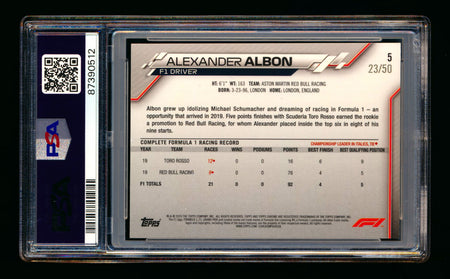 87390512
PSA
ALEXANDER ALBON
F1 DRIVER
5
23/50
HT: 6'1" WT: 163 TEAM: ASTON MARTIN RED BULL RACING
BORN: 3-23-96, LONDON HOME: LONDON, ENGLAND
Albon grew up idolizing Michael Schumacher and dreaming of racing in Formula 1 – an
opportunity that arrived in 2019. Five points finishes with Scuderia Toro Rosso earned the rookie
a promotion to Red Bull Racing, for whom Alexander placed inside the top six in eight of his
nine starts.
COMPLETE FORMULA 1 RACING RECORD
CHAMPIONSHIP LEADER IN ITALICS, TIE
YEAR TEAM RACES WINS PODIUMS POINTS BEST FINISH BEST QUALIFYING POSITION
19 TORO ROSSO 12 0 0 16 6 9
19 RED BULL RACING 9 0 0 76 4 5
F1 TOTALS 21 0 0 92 4 5
Topps
F1